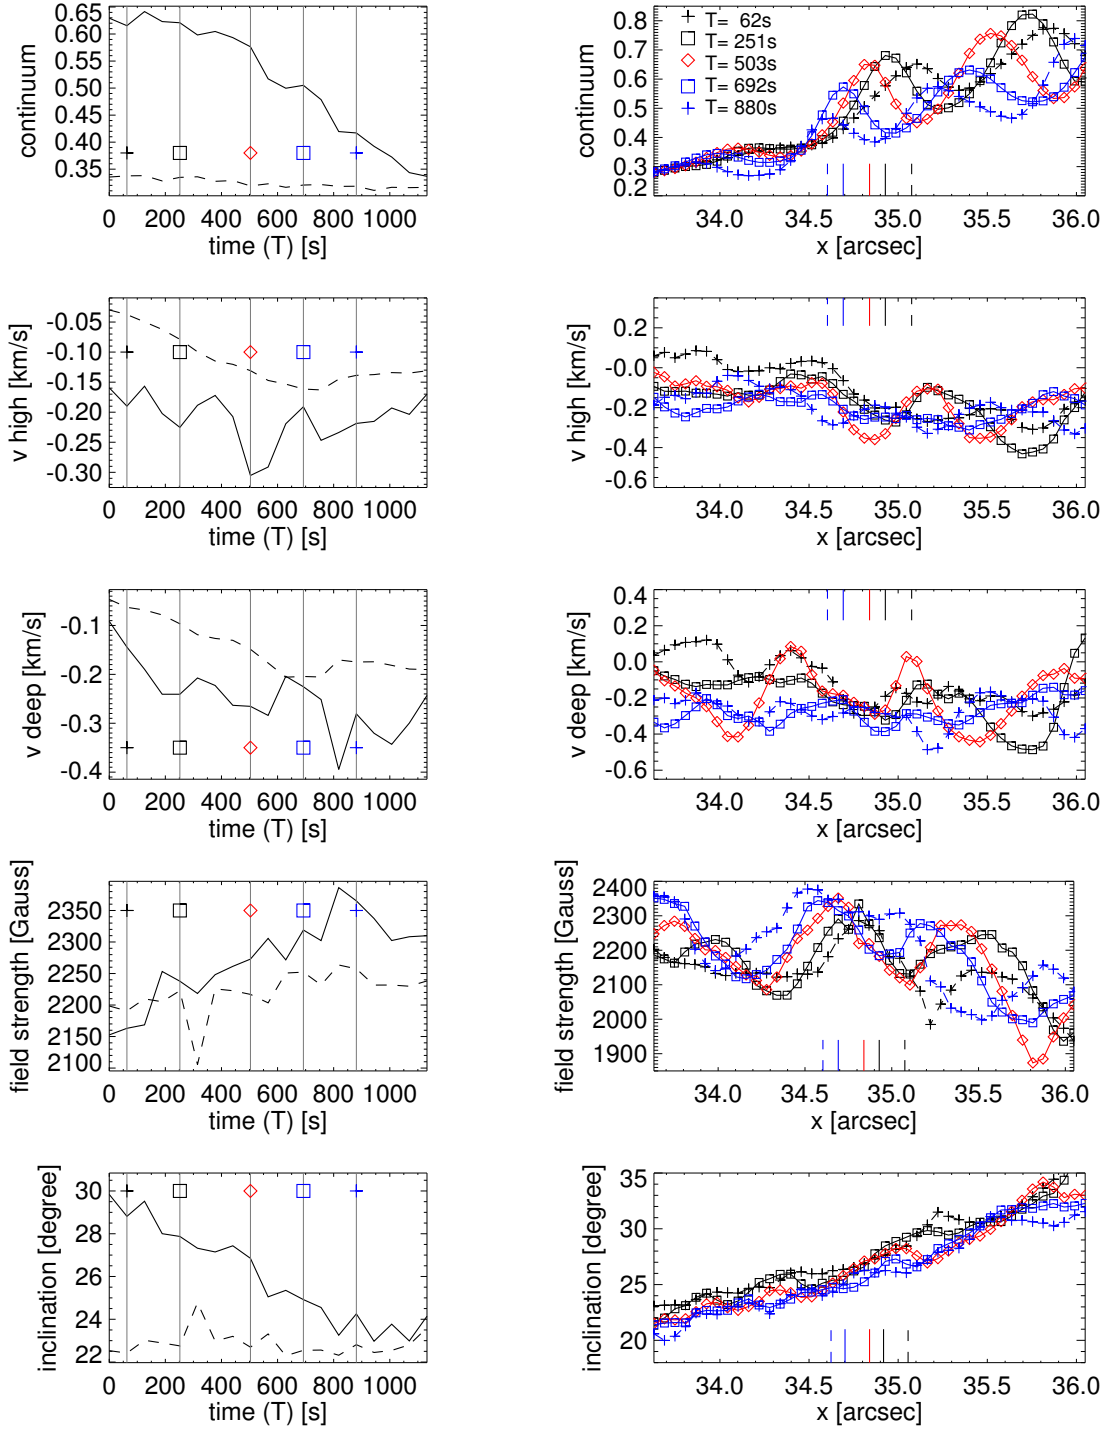 0.65
0.60
0.55
0.50
0.45
0.40
0.35
continuum
0 200 400 600 800 1000
time (T) [s]
0.8
0.7
0.6
0.5
0.4
0.3
0.2
continuum
T= 62s
T= 251s
T= 503s
T= 692s
T= 880s
34.0 34.5 35.0 35.5 36.0
x [arcsec]
-0.05
-0.10
-0.15
-0.20
-0.25
-0.30
v high [km/s]
0 200 400 600 800 1000
time (T) [s]
0.2
-0.0
-0.2
-0.4
-0.6
v high [km/s]
34.0 34.5 35.0 35.5 36.0
x [arcsec]
-0.1
-0.2
-0.3
-0.4
v deep [km/s]
0 200 400 600 800 1000
time (T) [s]
0.4
0.2
0.0
-0.2
-0.4
-0.6
v deep [km/s]
34.0 34.5 35.0 35.5 36.0
x [arcsec]
2350
2300
2250
2200
2150
2100
field strength [Gauss]
0 200 400 600 800 1000
time (T) [s]
2400
2300
2200
2100
2000
1900
field strength [Gauss]
34.0 34.5 35.0 35.5 36.0
x [arcsec]
30
28
26
24
23
22
inclination [degree]
0 200 400 600 800 1000
time (T) [s]
35
30
25
20
inclination [degree]
34.0 34.5 35.0 35.5 36.0
x [arcsec]